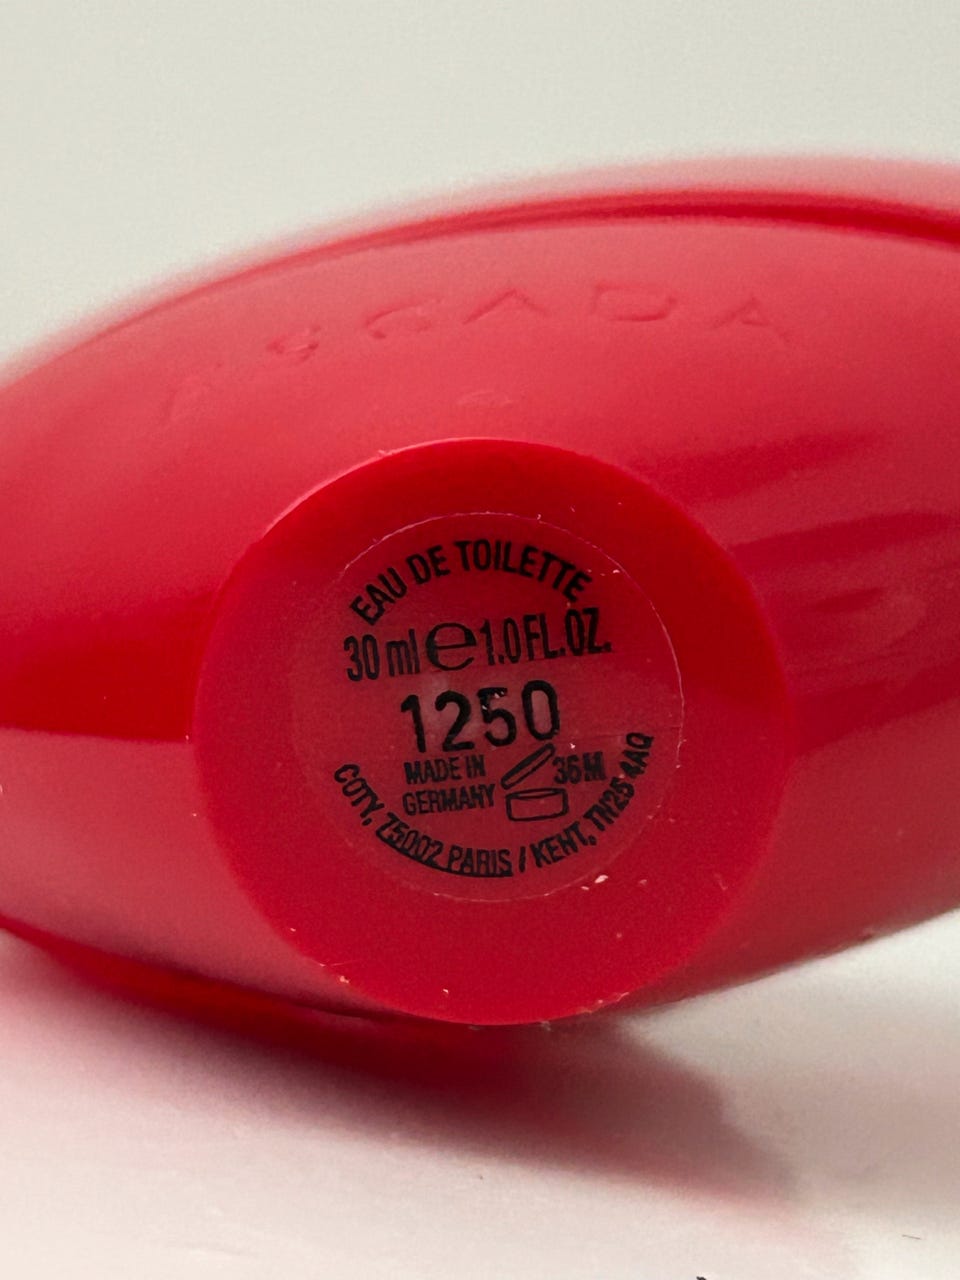 ESCADA
EAU DE TOILETTE
30 ml e 1.0 FL.OZ.
1250
MADE IN
GERMANY
36M
COTY, 75002 PARIS / KENT, TN25 4AQ